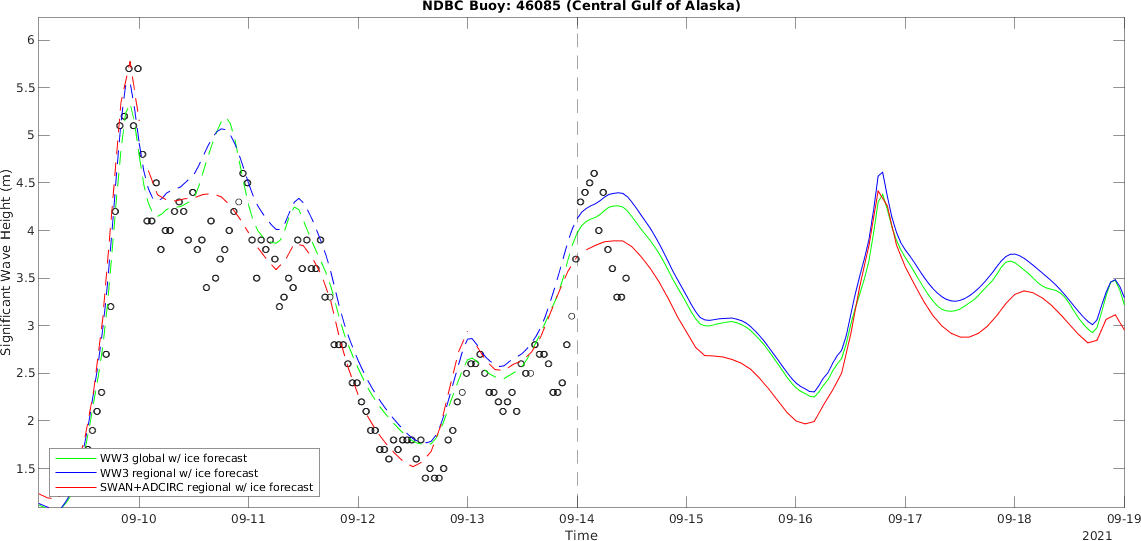 NDBC Buoy: 46085 (Central Gulf of Alaska)
6
5.5
5
4.5
4
3.5
3
2.5
2
1.5
Significant Wave Height (m)
WW3 global w/ ice forecast
WW3 regional w/ ice forecast
SWAN+ADCIRC regional w/ ice forecast
09-10 09-11 09-12 09-13 09-14 09-15 09-16 09-17 09-18 09-19
Time
2021